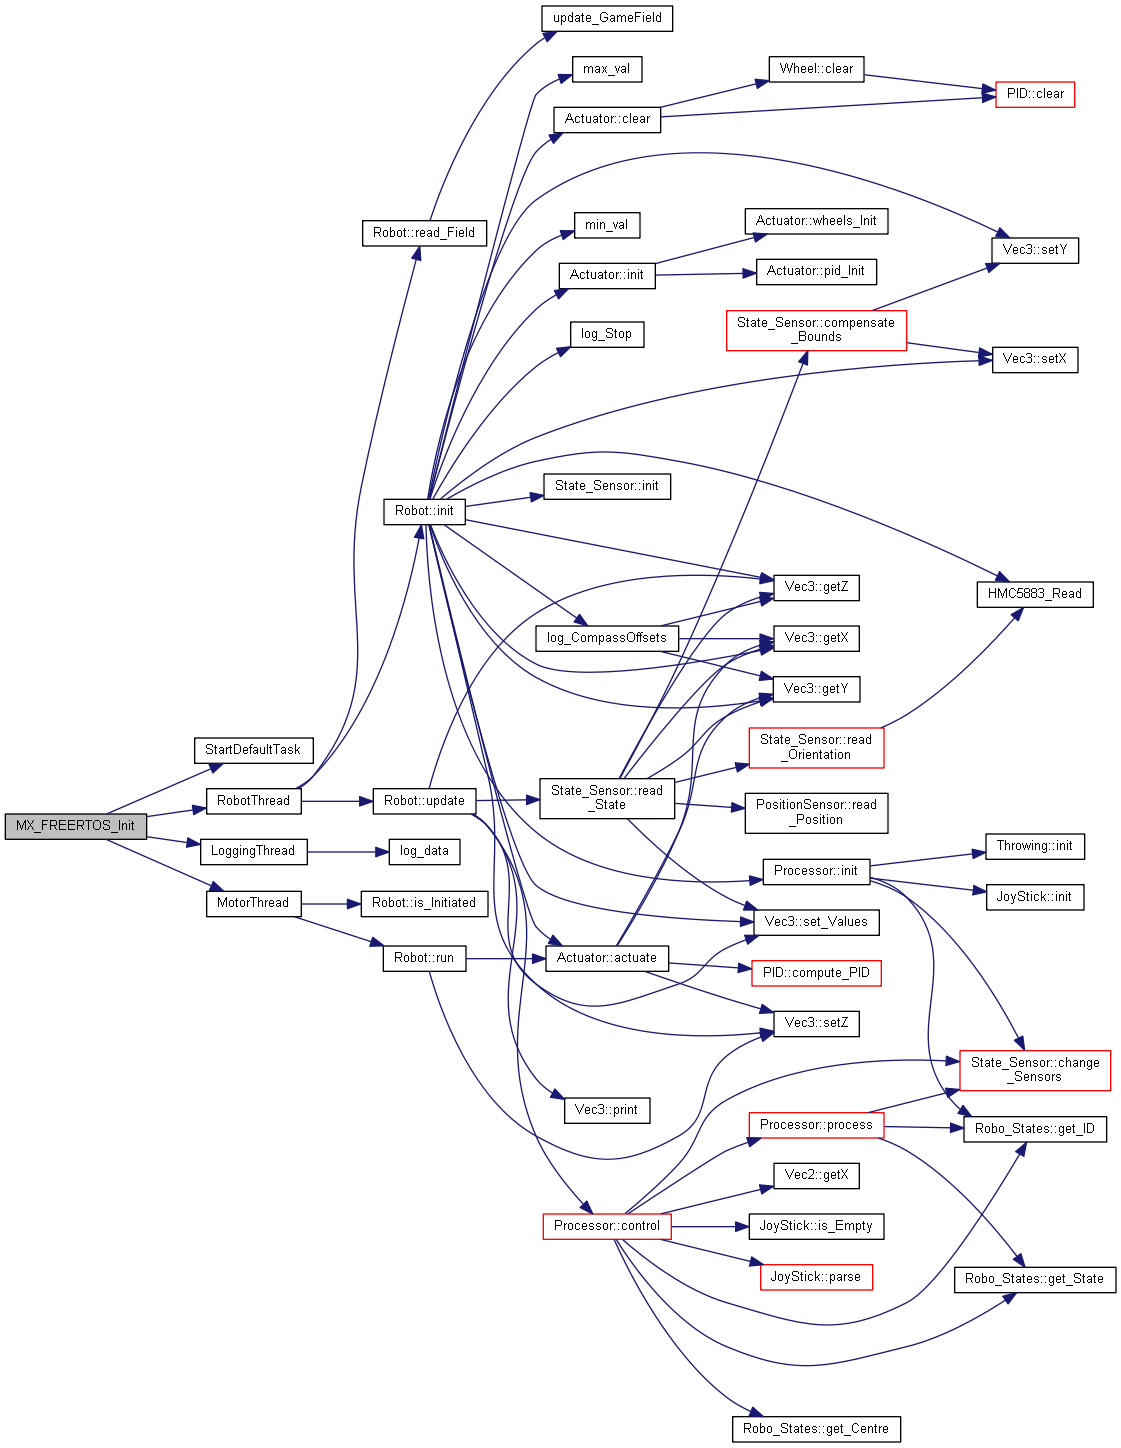 update_GameField
max_val
Wheel::clear
PID::clear
Actuator::clear
Robot::read_Field
min_val
Actuator::wheels_Init
Vec3::setY
Actuator::init
Actuator::pid_Init
log_Stop
State_Sensor::compensate
_Bounds
Vec3::setX
State_Sensor::init
Robot::init
Vec3::getZ
HMC5883_Read
log_CompassOffsets
Vec3::getX
Vec3::getY
StartDefaultTask
State_Sensor::read
_Orientation
RobotThread
Robot::update
State_Sensor::read
_State
PositionSensor::read
_Position
MX_FREERTOS_Init
LoggingThread
log_data
Throwing::init
Processor::init
JoyStick::init
MotorThread
Robot::is_Initiated
Vec3::set_Values
Robot::run
Actuator::actuate
PID::compute_PID
Vec3::setZ
State_Sensor::change
_Sensors
Vec3::print
Processor::process
Robo_States::get_ID
Vec2::getX
Processor::control
JoyStick::is_Empty
JoyStick::parse
Robo_States::get_State
Robo_States::get_Centre